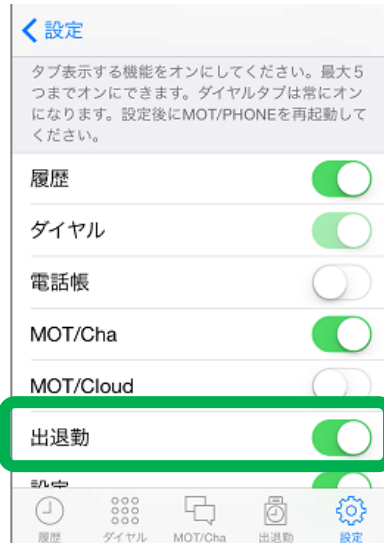 設定
タブ表示する機能をオンにしてください。最大5
つまでオンにできます。ダイヤルタブは常にオン
になります。設定後にMOT/PHONEを再起動して
ください。
履歴
ダイヤル
電話帳
MOT/Cha
MOT/Cloud
出退勤
設定
履歴
ダイヤル
MOT/Cha
出退勤
設定